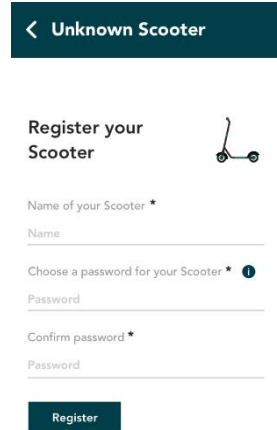 Unknown Scooter
Register your
Scooter
Name of your Scooter *
Name
Choose a password for your Scooter * i
Password
Confirm password *
Password
Register